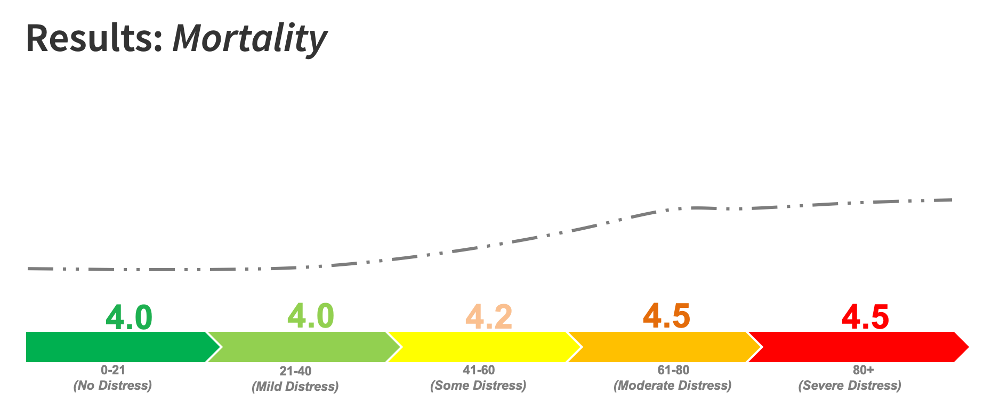 Results: Mortality
4.0
4.0
4.2
4.5
4.5
0-21
(No Distress)
21-40
(Mild Distress)
41-60
(Some Distress)
61-80
(Moderate Distress)
80+
(Severe Distress)